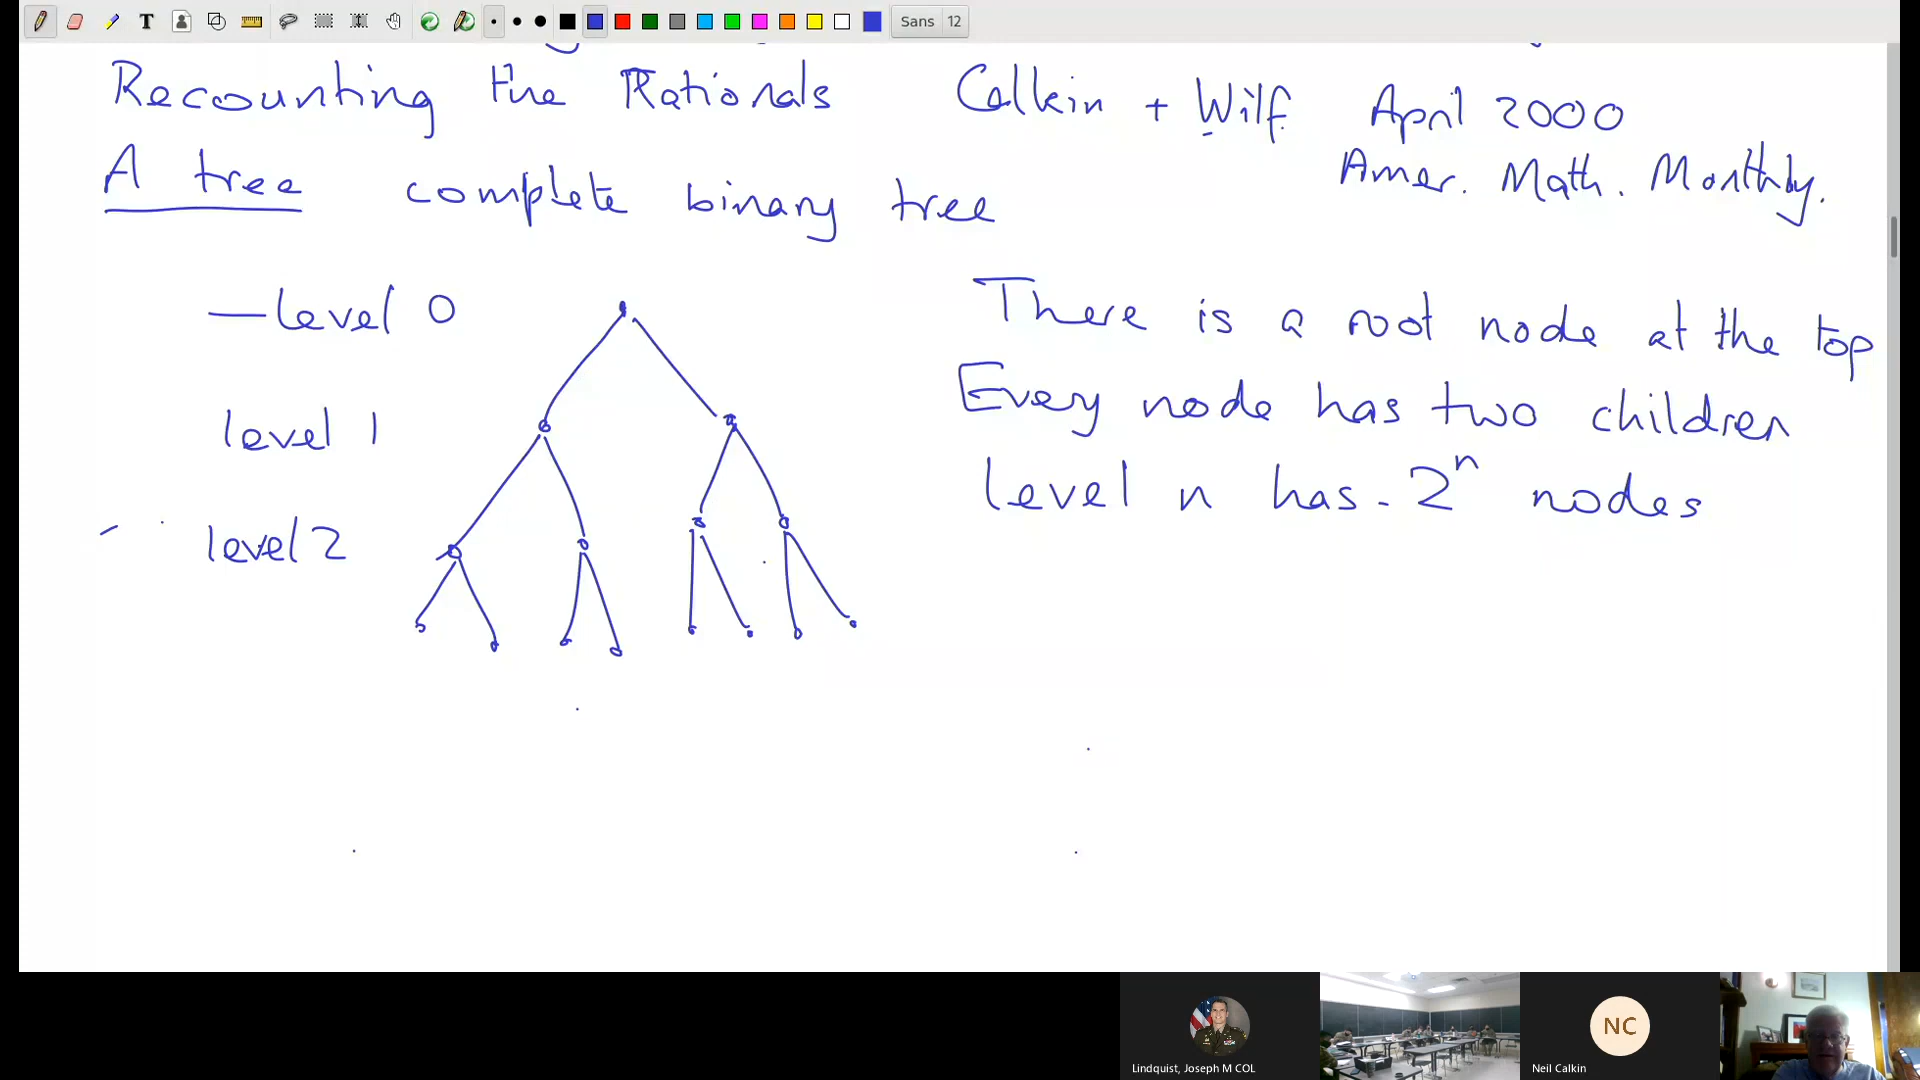 Sans 12
Recounting the Rationals Calkin + Wilf April 2000
Amer. Math. Monthly.
A tree complete binary tree
level 0
There is a root node at the top
level 1
Every node has two children
level n has 2^n nodes
level 2
Lindquist, Joseph M COL
NC
Neil Calkin